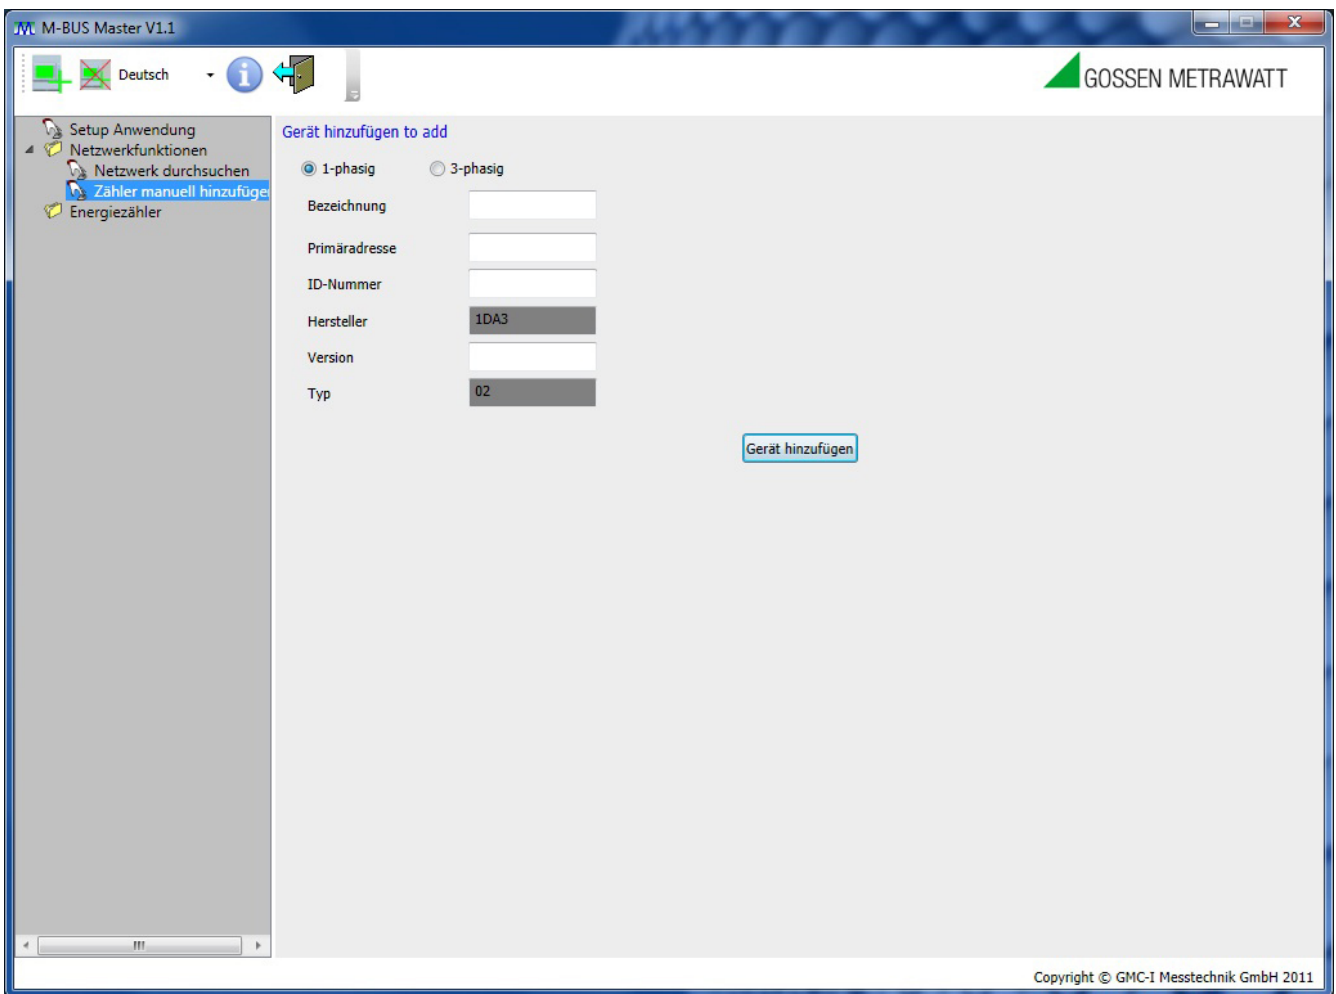 M-BUS Master V1.1
Deutsch
GOSSEN METRAWATT
Setup Anwendung
Netzwerkfunktionen
Netzwerk durchsuchen
Zähler manuell hinzufüge
Energiezähler
Gerät hinzufügen to add
1-phasig 3-phasig
Bezeichnung
Primäradresse
ID-Nummer
Hersteller 1DA3
Version
Typ 02
Gerät hinzufügen
Copyright © GMC-I Messtechnik GmbH 2011